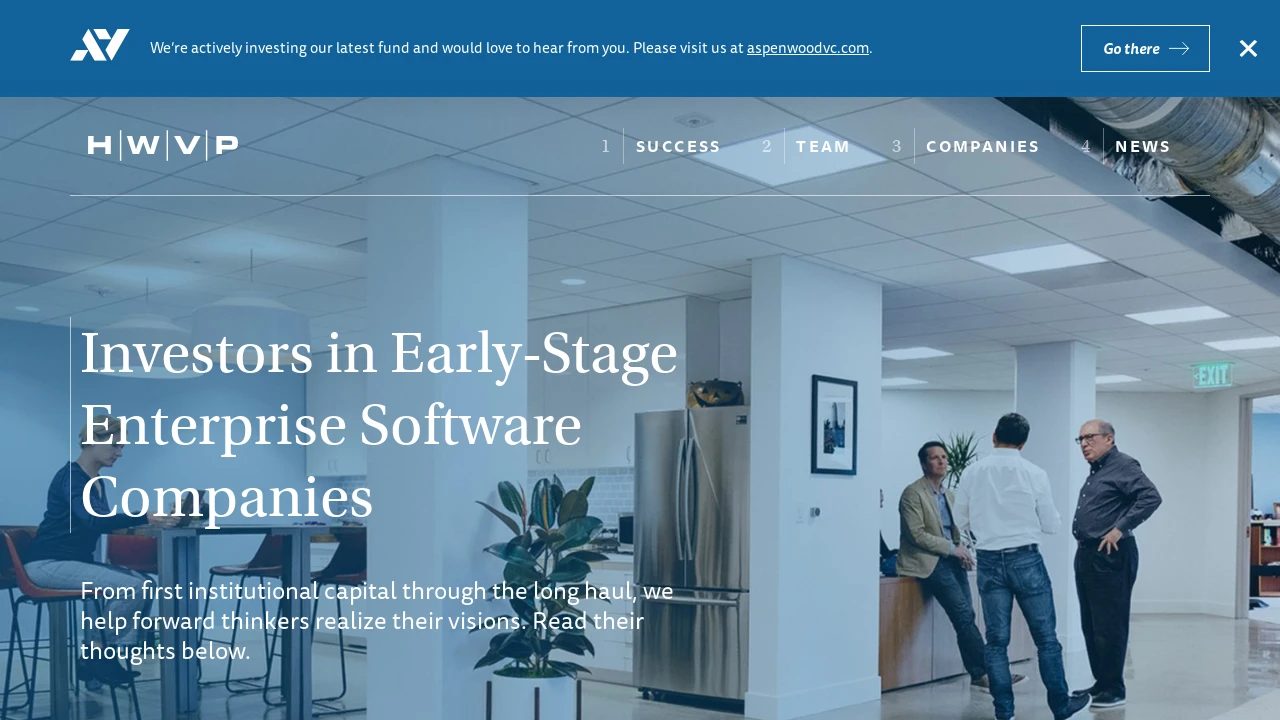 We're actively investing our latest fund and would love to hear from you. Please visit us at aspenwoodvc.com.
Go there
H|W|V|P
1 SUCCESS 2 TEAM 3 COMPANIES 4 NEWS
Investors in Early-Stage
Enterprise Software
Companies
EXIT
From first institutional capital through the long haul, we
help forward thinkers realize their visions. Read their
thoughts below.